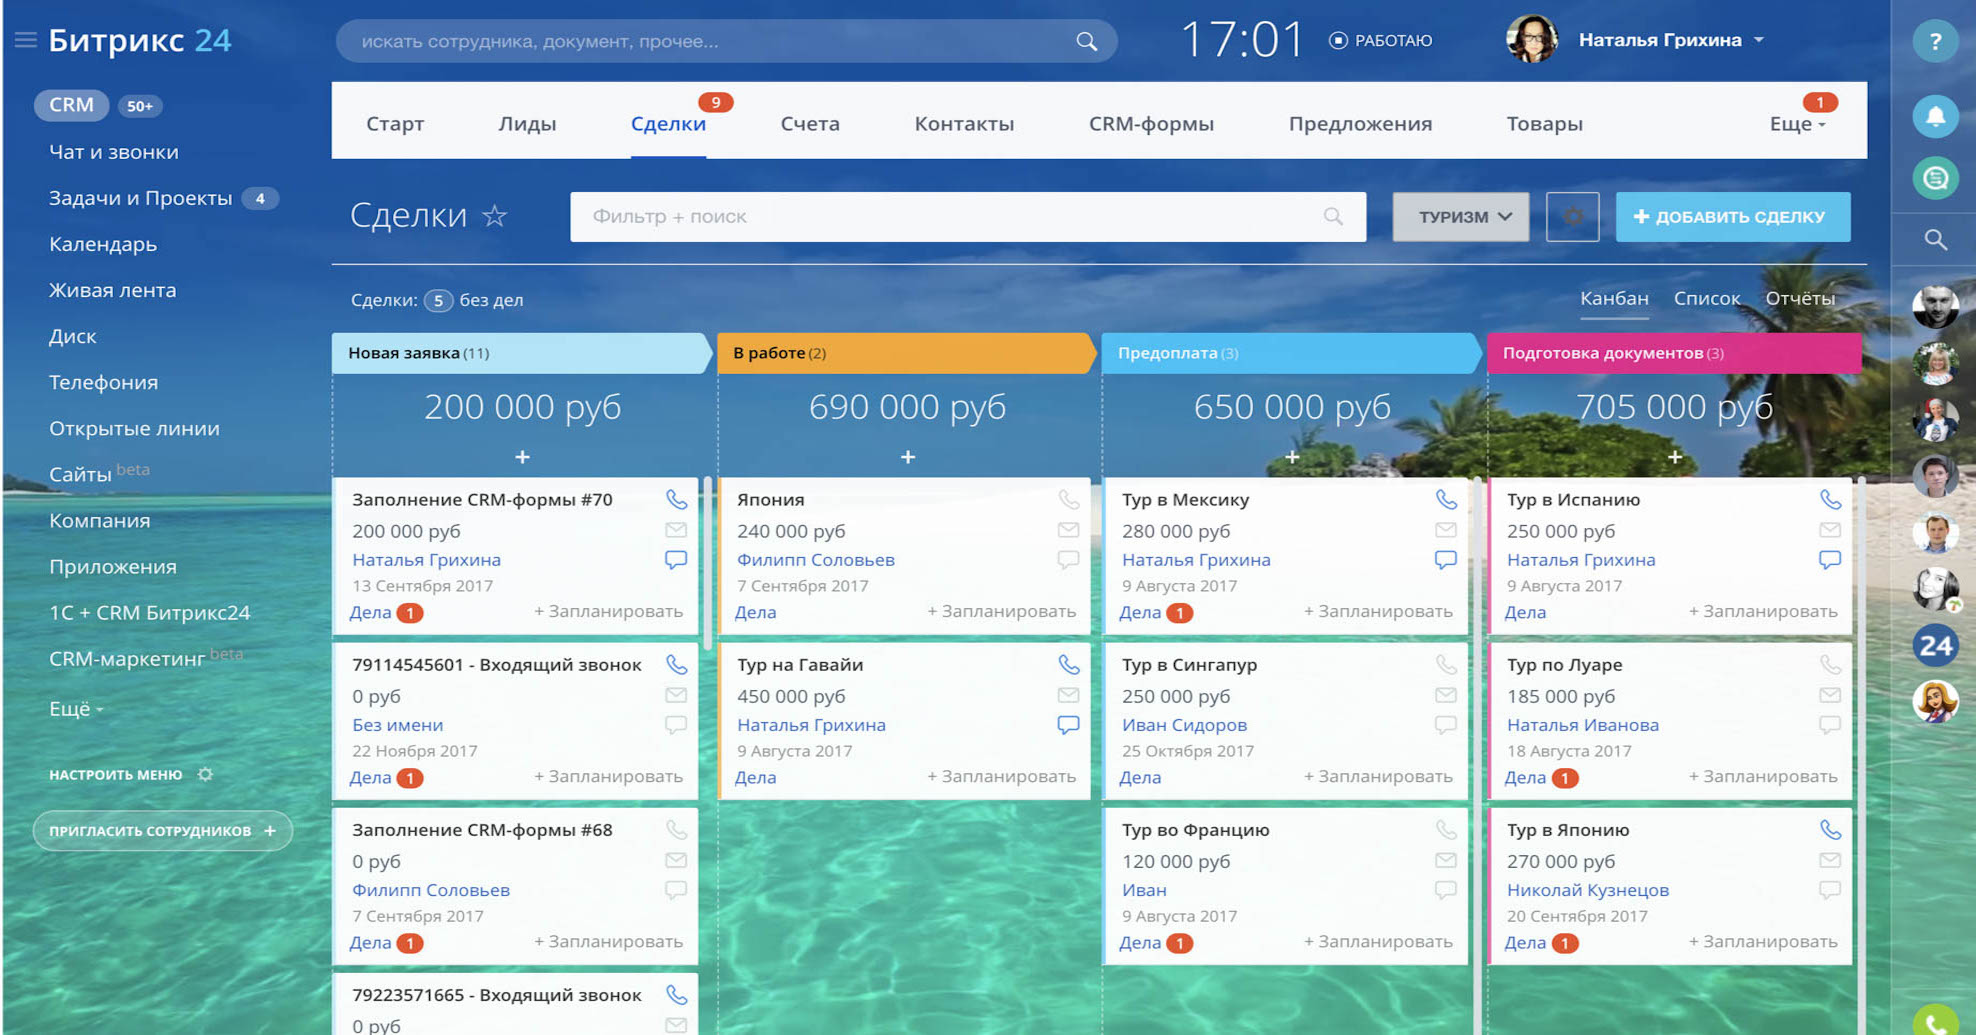 Битрикс 24
искать сотрудника, документ, прочее...
17:01
РАБОТАЮ
Наталья Грихина
?
CRM 50+
Чат и звонки
Задачи и Проекты 4
Календарь
Живая лента
Диск
Телефония
Открытые линии
Сайты beta
Компания
Приложения
1С + CRM Битрикс24
CRM-маркетинг beta
Ещё
НАСТРОИТЬ МЕНЮ
ПРИГЛАСИТЬ СОТРУДНИКОВ +
Старт
Лиды
Сделки 9
Счета
Контакты
CRM-формы
Предложения
Товары
Еще 1
Сделки
Фильтр + поиск
ТУРИЗМ
+ ДОБАВИТЬ СДЕЛКУ
Сделки: 5 без дел
Канбан Список Отчёты
Новая заявка (11)
200 000 руб
+
Заполнение CRM-формы #70
200 000 руб
Наталья Грихина
13 Сентября 2017
Дела 1 + Запланировать
79114545601 - Входящий звонок
0 руб
Без имени
22 Ноября 2017
Дела 1 + Запланировать
Заполнение CRM-формы #68
0 руб
Филипп Соловьев
7 Сентября 2017
Дела 1 + Запланировать
79223571665 - Входящий звонок
0 руб
В работе (2)
690 000 руб
+
Япония
240 000 руб
Филипп Соловьев
7 Сентября 2017
Дела + Запланировать
Тур на Гавайи
450 000 руб
Наталья Грихина
9 Августа 2017
Дела + Запланировать
Предоплата (3)
650 000 руб
+
Тур в Мексику
280 000 руб
Наталья Грихина
9 Августа 2017
Дела 1 + Запланировать
Тур в Сингапур
250 000 руб
Иван Сидоров
25 Октября 2017
Дела + Запланировать
Тур во Францию
120 000 руб
Иван
9 Августа 2017
Дела 1 + Запланировать
Подготовка документов (3)
705 000 руб
+
Тур в Испанию
250 000 руб
Наталья Грихина
9 Августа 2017
Дела + Запланировать
Тур по Луаре
185 000 руб
Наталья Иванова
18 Августа 2017
Дела 1 + Запланировать
Тур в Японию
270 000 руб
Николай Кузнецов
20 Сентября 2017
Дела 1 + Запланировать
24